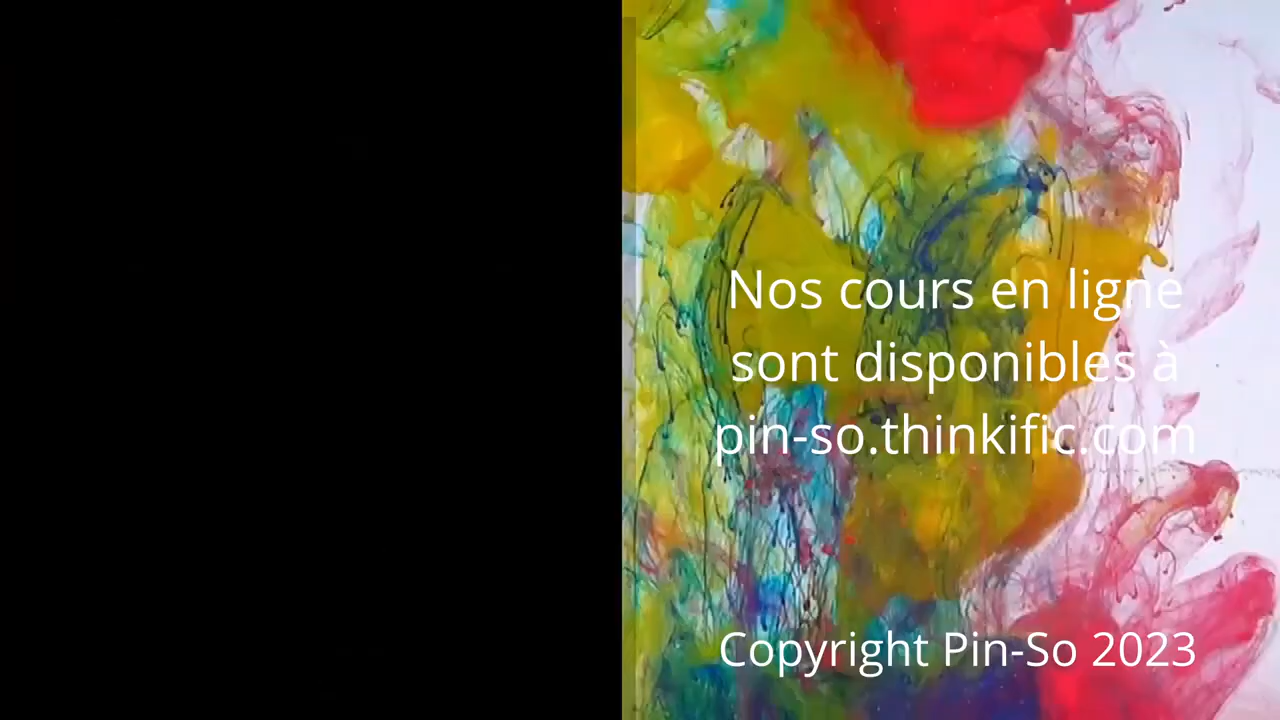 Nos cours en ligne
sont disponibles à
pin-so.thinkific.com
Copyright Pin-So 2023